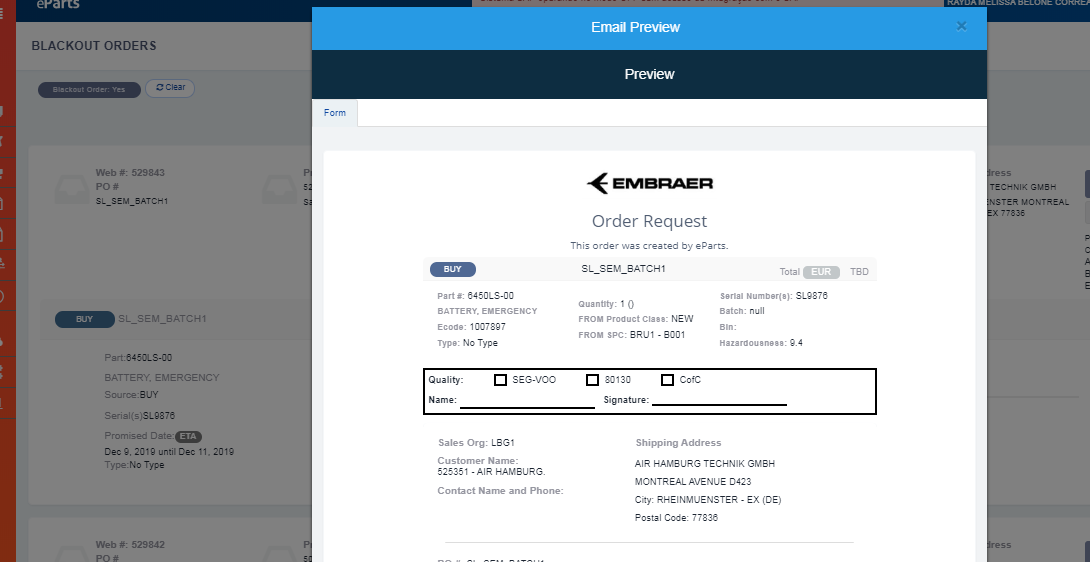 eParts
RAYDA MELISSA BELONE CORREA
BLACKOUT ORDERS
Blackout Order: Yes
Clear
Web #: 529843
PO #
SL_SEM_BATCH1
BUY
SL_SEM_BATCH1
Part:6450LS-00
BATTERY, EMERGENCY
Source:BUY
Serial(s)SL9876
Promised Date: ETA
Dec 9, 2019 until Dec 11, 2019
Type:No Type
Web #: 529842
PO #
Email Preview
×
Preview
Form
EMBRAER
Order Request
This order was created by eParts.
BUY
SL_SEM_BATCH1
Total EUR TBD
Part #: 6450LS-00
BATTERY, EMERGENCY
Ecode: 1007897
Type: No Type
Quantity: 1 ()
FROM Product Class: NEW
FROM SPC: BRU1 - B001
Serial Number(s): SL9876
Batch: null
Bin:
Hazardousness: 9.4
Quality: SEG-VOO 80130 CofC
Name: Signature:
Sales Org: LBG1
Customer Name:
525351 - AIR HAMBURG.
Contact Name and Phone:
Shipping Address
AIR HAMBURG TECHNIK GMBH
MONTREAL AVENUE D423
City: RHEINMUENSTER - EX (DE)
Postal Code: 77836
dress
TECHNIK GMBH
ENSTER MONTREAL
EX 77836
dress